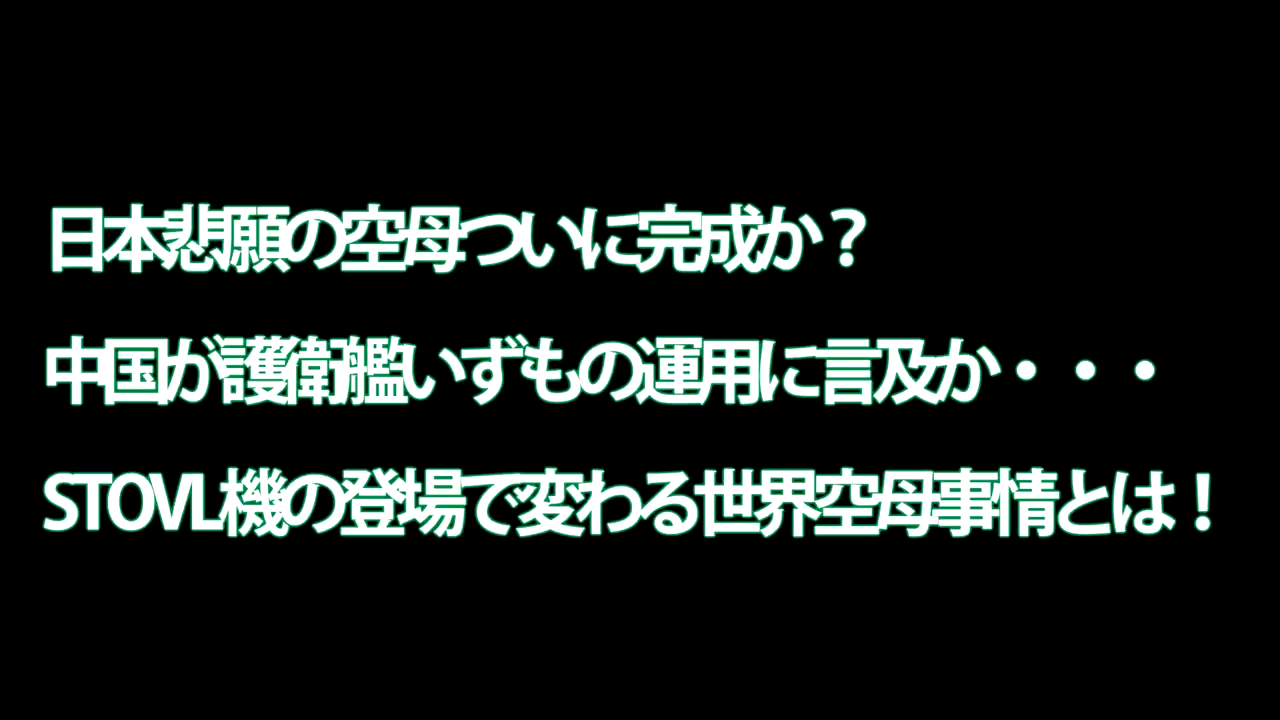 日本悲願の空母ついに完成か？
中国が護衛艦いずもの運用に言及か・・・
STOVL機の登場で変わる世界空母事情とは！